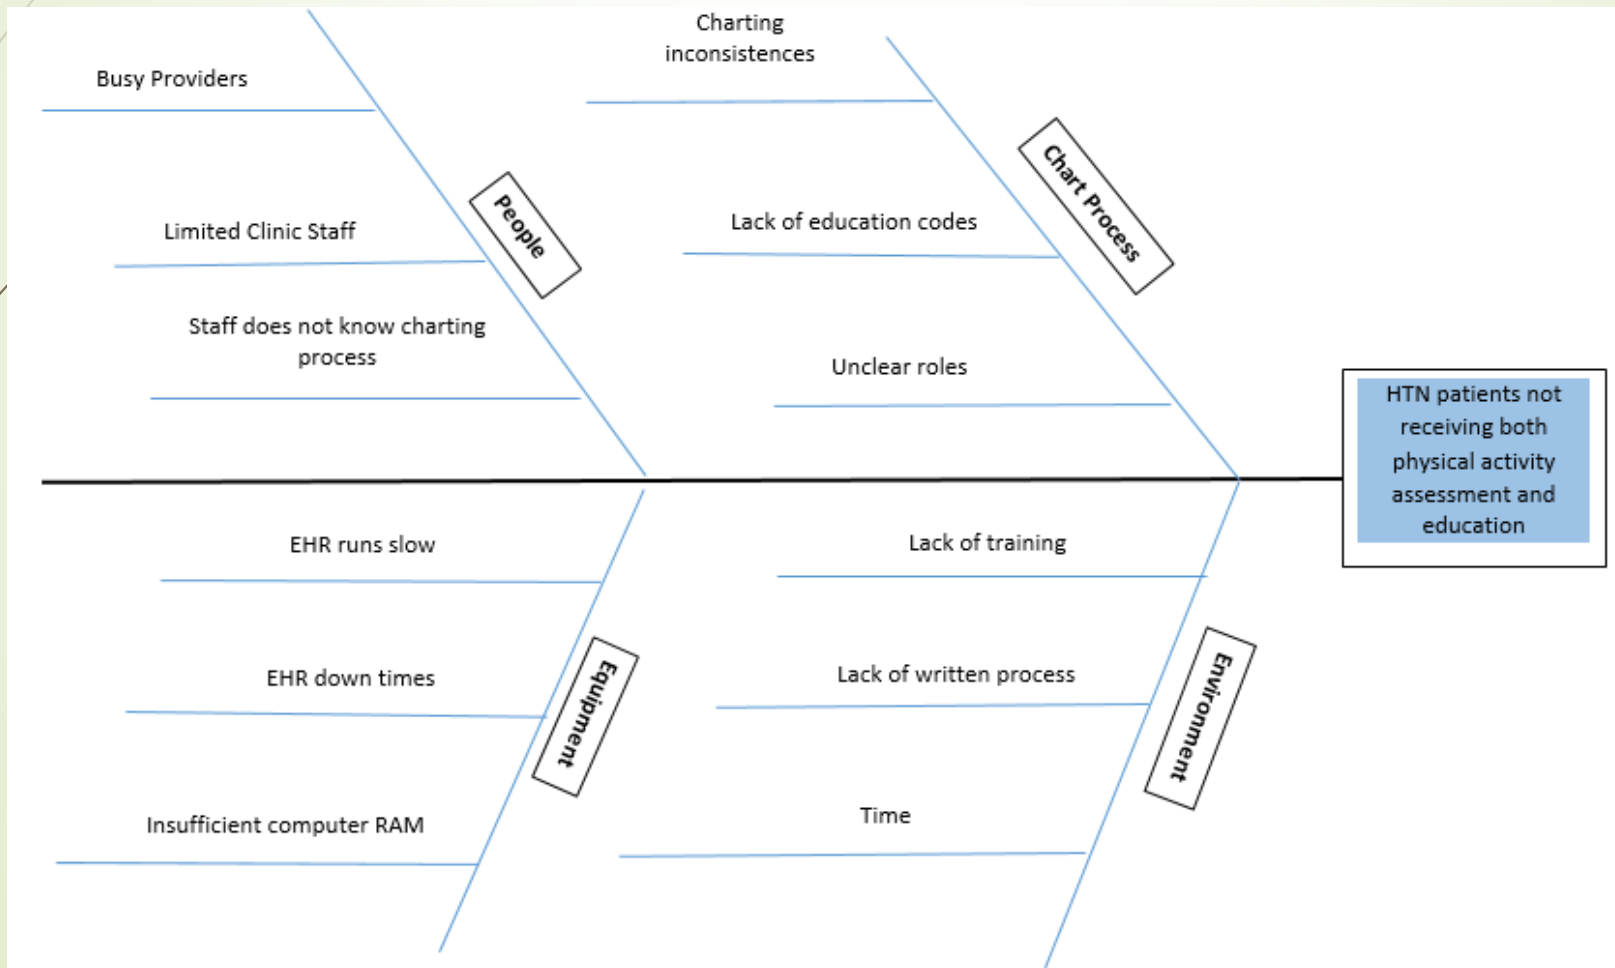 Charting
inconsistences
Busy Providers
Chart Process
People
Lack of education codes
Limited Clinic Staff
Staff does not know charting
process
Unclear roles
HTN patients not
receiving both
physical activity
assessment and
education
EHR runs slow
Lack of training
Equipment
Environment
EHR down times
Lack of written process
Insufficient computer RAM
Time